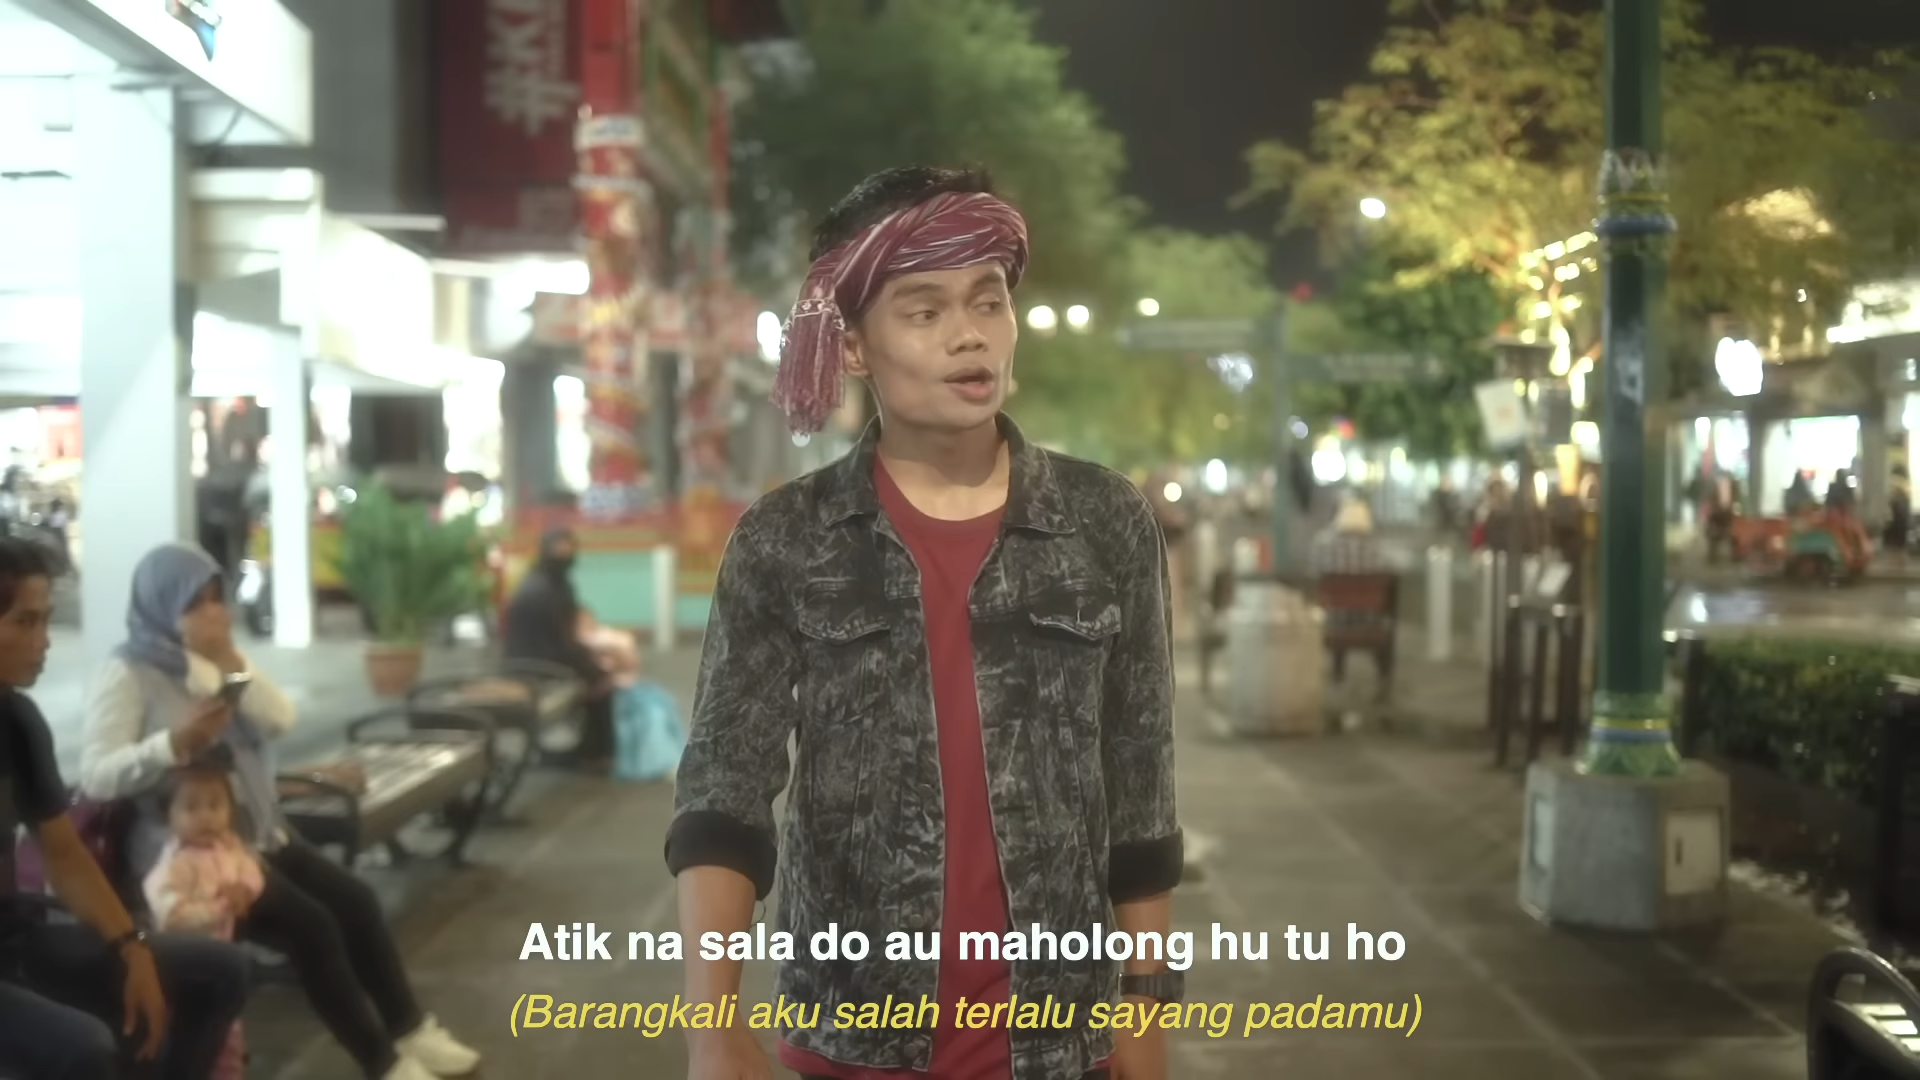 Atik na sala do au maholong hu tu ho
(Barangkali aku salah terlalu sayang padamu)